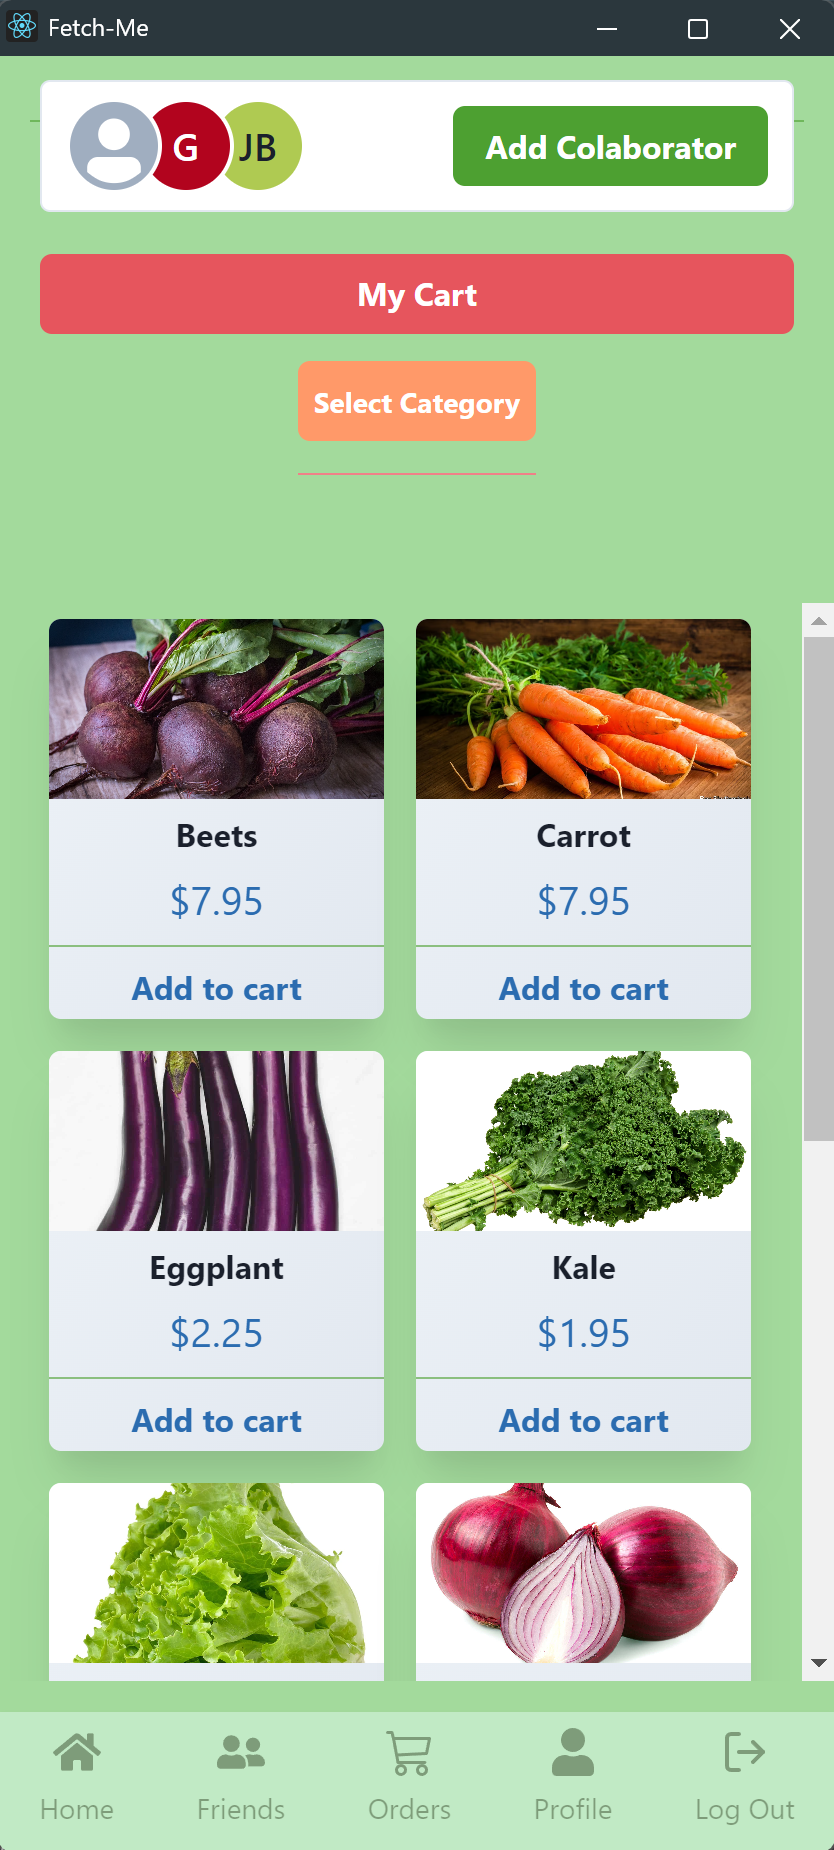 Fetch-Me
G
JB
Add Colaborator
My Cart
Select Category
Beets
Carrot
$7.95
$7.95
Add to cart
Add to cart
Eggplant
Kale
$2.25
$1.95
Add to cart
Add to cart
Home
Friends
Orders
Profile
Log Out